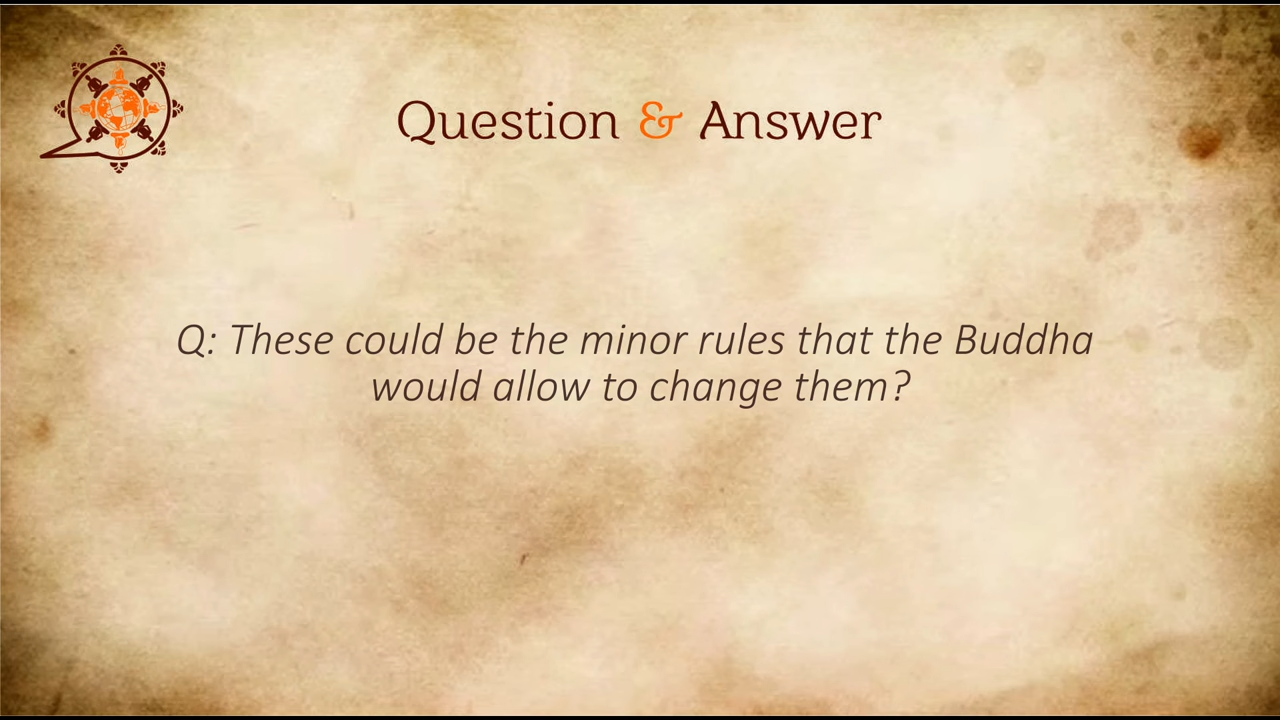 Question & Answer
Q: These could be the minor rules that the Buddha
would allow to change them?